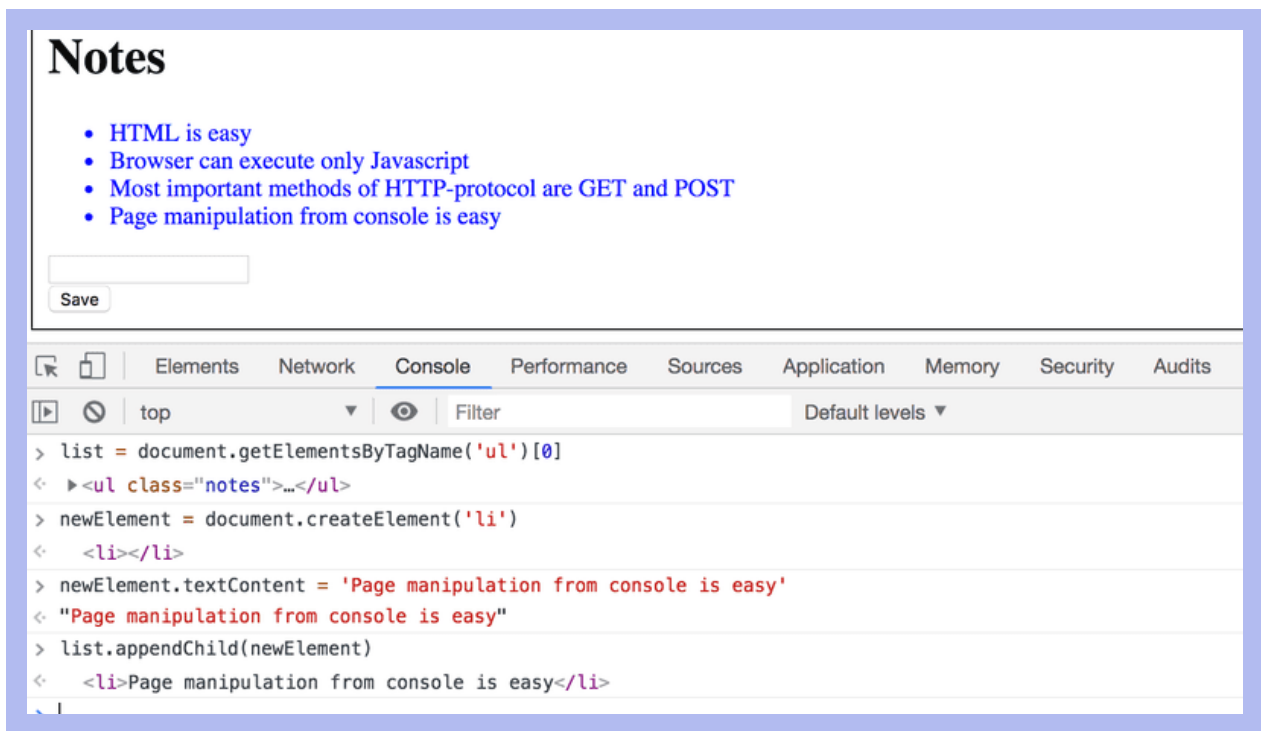 Notes
• HTML is easy
• Browser can execute only Javascript
• Most important methods of HTTP-protocol are GET and POST
• Page manipulation from console is easy
Save
Elements Network Console Performance Sources Application Memory Security Audits
top ▼ Filter Default levels ▼
> list = document.getElementsByTagName('ul')[0]
<· ▶<ul class="notes">…</ul>
> newElement = document.createElement('li')
<· <li></li>
> newElement.textContent = 'Page manipulation from console is easy'
<· "Page manipulation from console is easy"
> list.appendChild(newElement)
<· <li>Page manipulation from console is easy</li>
>